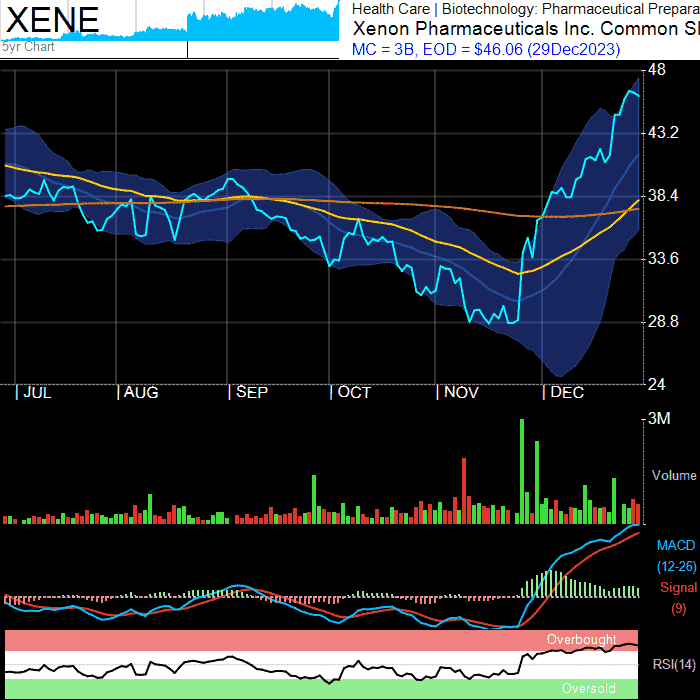 XENE
5yr Chart
Health Care | Biotechnology: Pharmaceutical Prepara
Xenon Pharmaceuticals Inc. Common S
MC = 3B, EOD = $46.06 (29Dec2023)
48
43.2
38.4
33.6
28.8
24
JUL AUG SEP OCT NOV DEC
3M
Volume
MACD
(12-26)
Signal
(9)
Overbought
RSI(14)
Oversold